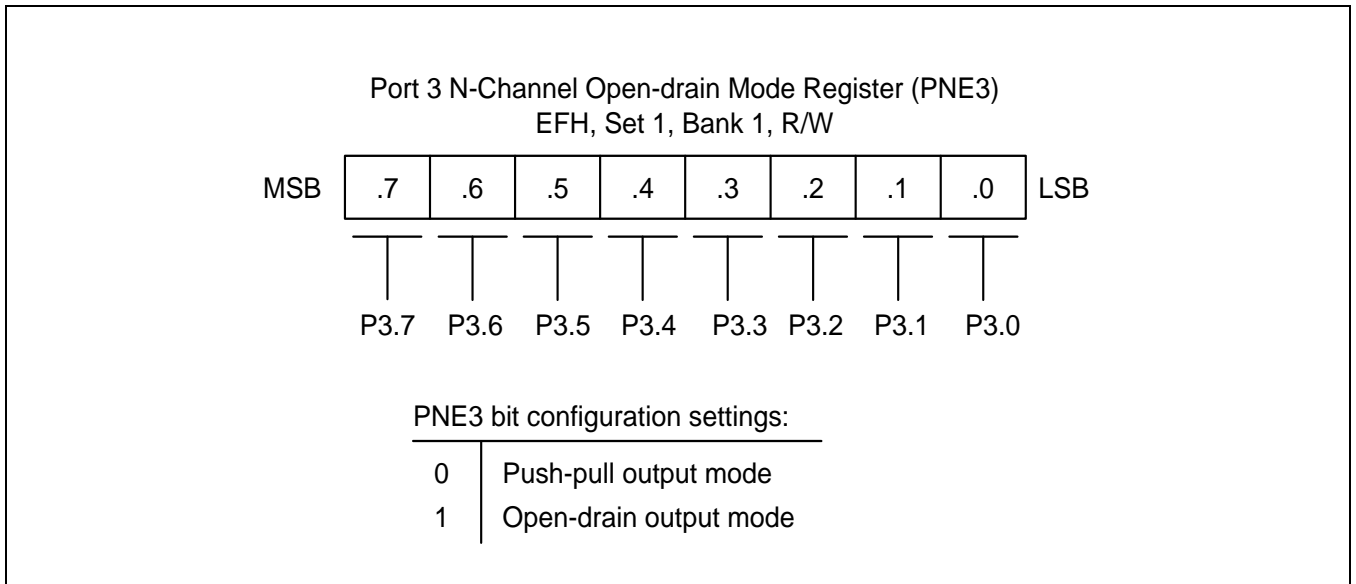 Port 3 N-Channel Open-drain Mode Register (PNE3)
EFH, Set 1, Bank 1, R/W
MSB .7 .6 .5 .4 .3 .2 .1 .0 LSB
P3.7 P3.6 P3.5 P3.4 P3.3 P3.2 P3.1 P3.0
PNE3 bit configuration settings:
0 Push-pull output mode
1 Open-drain output mode